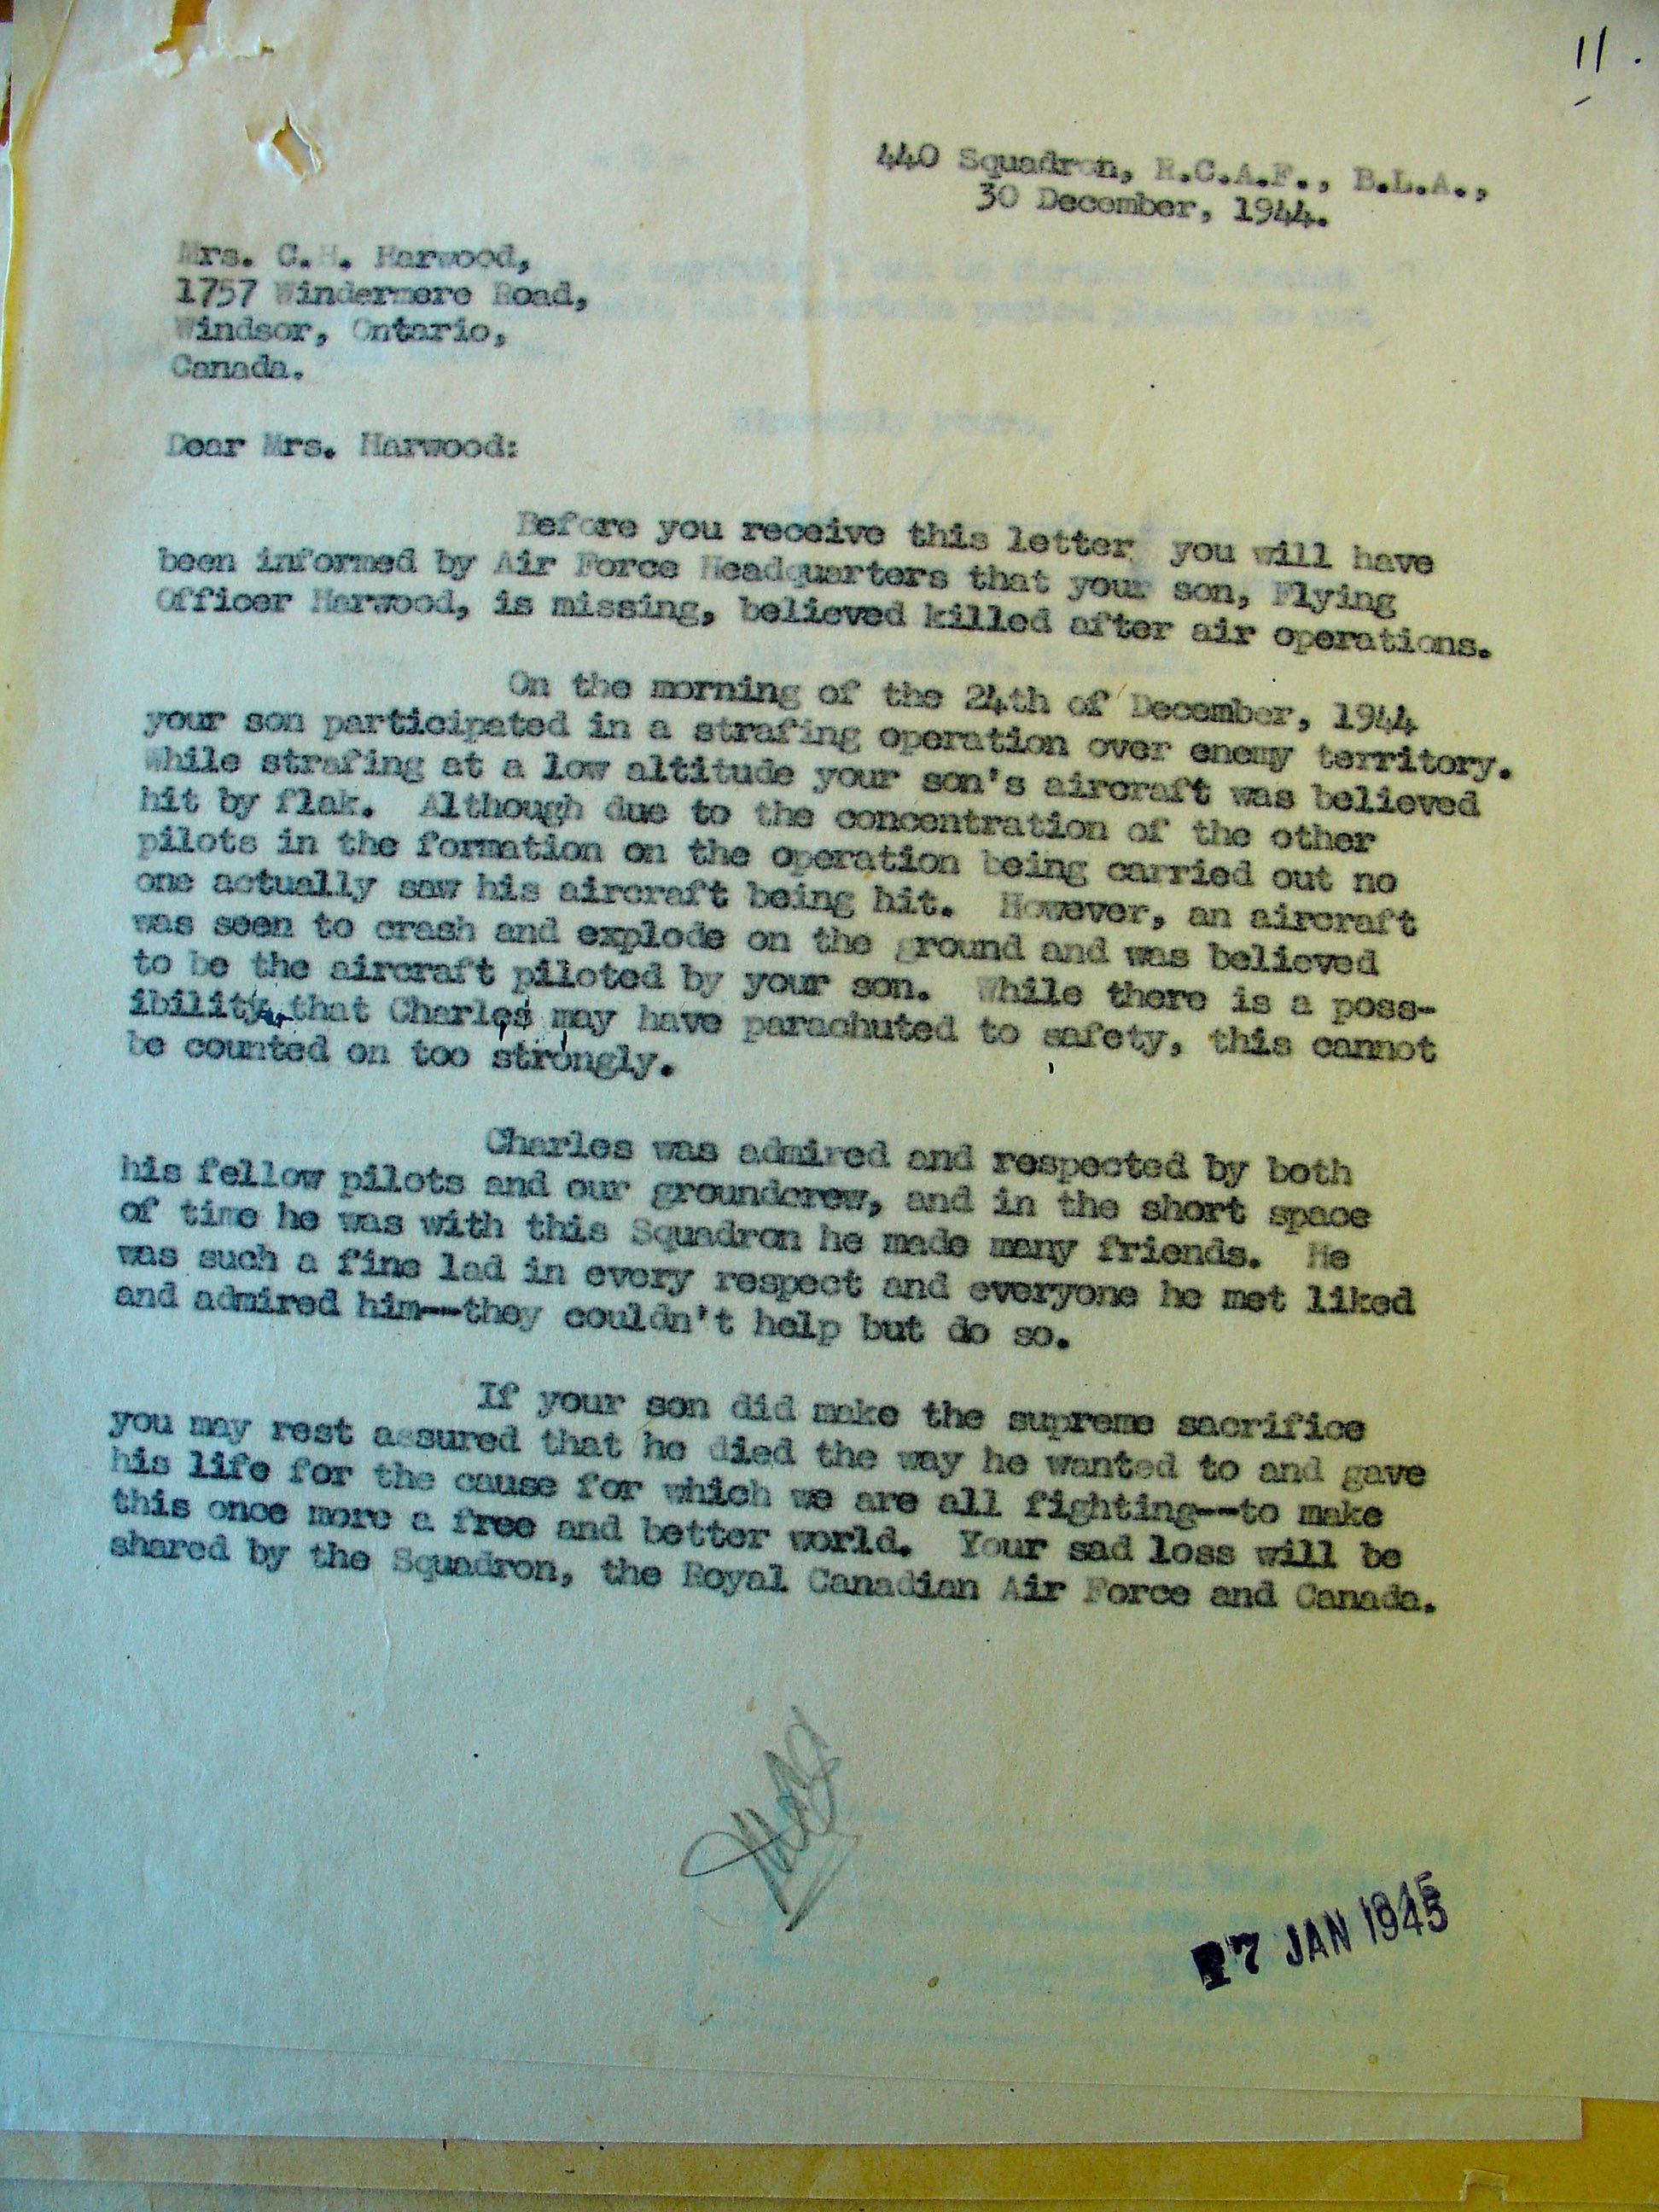 11.
440 Squadron, R.C.A.F., B.L.A.,
30 December, 1944.
Mrs. C.H. Harwood,
1757 Windermere Road,
Windsor, Ontario,
Canada.
Dear Mrs. Harwood:
Before you receive this letter you will have
been informed by Air Force Headquarters that your son, Flying
Officer Harwood, is missing, believed killed after air operations.
On the morning of the 24th of December, 1944
your son participated in a strafing operation over enemy territory.
While strafing at a low altitude your son's aircraft was believed
hit by flak. Although due to the concentration of the other
pilots in the formation on the operation being carried out no
one actually saw his aircraft being hit. However, an aircraft
was seen to crash and explode on the ground and was believed
to be the aircraft piloted by your son. While there is a poss-
ibility that Charles may have parachuted to safety, this cannot
be counted on too strongly.
Charles was admired and respected by both
his fellow pilots and our groundcrew, and in the short space
of time he was with this Squadron he made many friends. He
was such a fine lad in every respect and everyone he met liked
and admired him--they couldn't help but do so.
If your son did make the supreme sacrifice
you may rest assured that he died the way he wanted to and gave
his life for the cause for which we are all fighting--to make
this once more a free and better world. Your sad loss will be
shared by the Squadron, the Royal Canadian Air Force and Canada.
JAN 1945